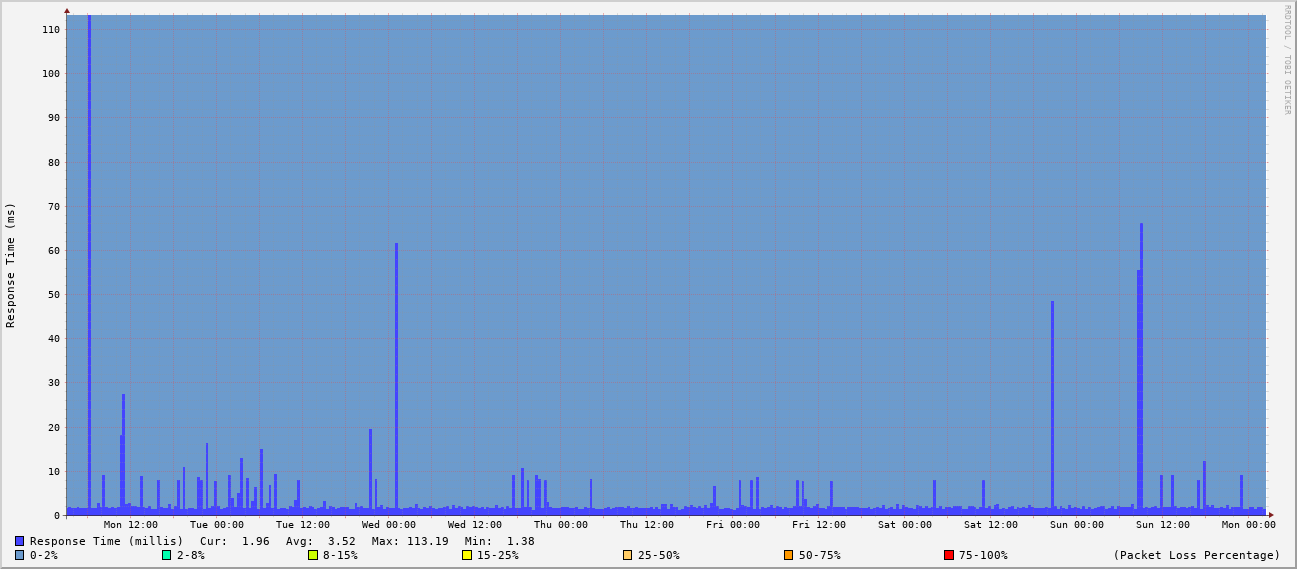 RRDTOOL / TOBI OETIKER
Response Time (ms)
110
100
90
80
70
60
50
40
30
20
10
0
Mon 12:00 Tue 00:00 Tue 12:00 Wed 00:00 Wed 12:00 Thu 00:00 Thu 12:00 Fri 00:00 Fri 12:00 Sat 00:00 Sat 12:00 Sun 00:00 Sun 12:00 Mon 00:00
Response Time (millis) Cur: 1.96 Avg: 3.52 Max: 113.19 Min: 1.38
0-2% 2-8% 8-15% 15-25% 25-50% 50-75% 75-100% (Packet Loss Percentage)